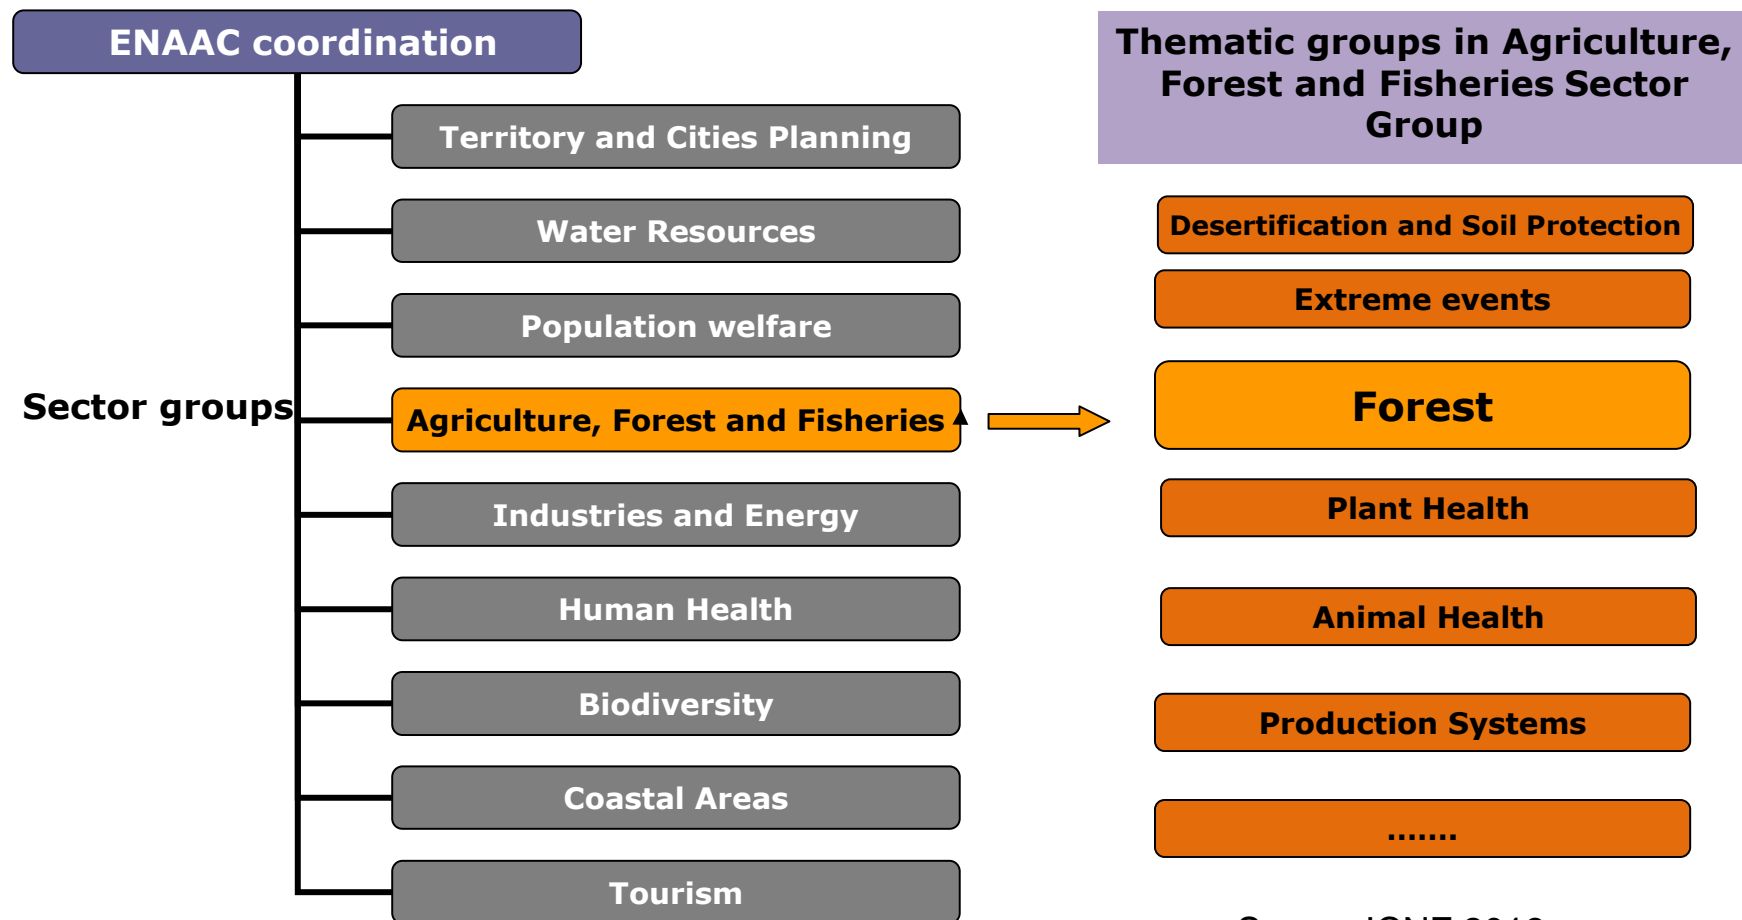 ENAAC coordination
Territory and Cities Planning
Water Resources
Population welfare
Sector groups
Agriculture, Forest and Fisheries
Industries and Energy
Human Health
Biodiversity
Coastal Areas
Tourism
Thematic groups in Agriculture,
Forest and Fisheries Sector
Group
Desertification and Soil Protection
Extreme events
Forest
Plant Health
Animal Health
Production Systems
.......